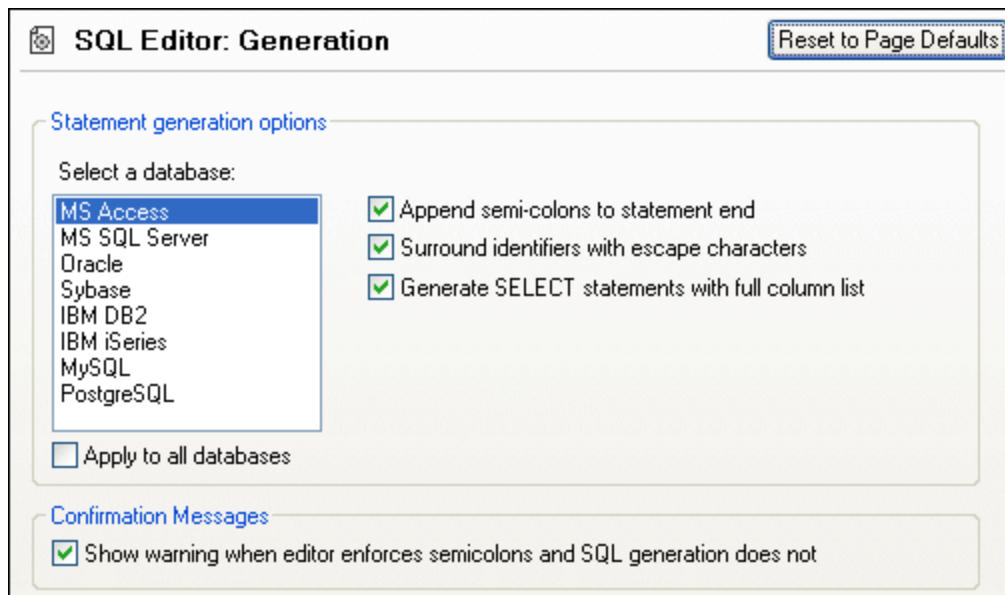 SQL Editor: Generation
Reset to Page Defaults
Statement generation options
Select a database:
MS Access
MS SQL Server
Oracle
Sybase
IBM DB2
IBM iSeries
MySQL
PostgreSQL
Append semi-colons to statement end
Surround identifiers with escape characters
Generate SELECT statements with full column list
Apply to all databases
Confirmation Messages
Show warning when editor enforces semicolons and SQL generation does not